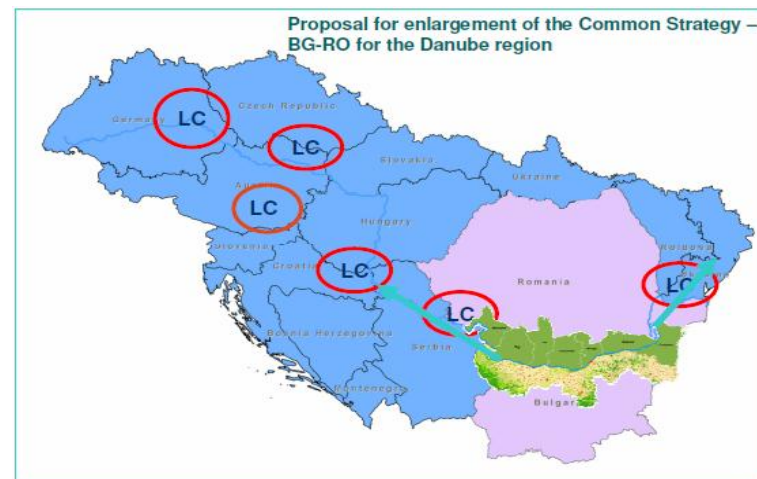 Proposal for enlargement of the Common Strategy –
BG-RO for the Danube region
Czech Republic
Germany
LC
LC
Slovakia
Ukraine
Austria
LC
Hungary
Slovenia
Croatia
LC
Moldova
LC
Romania
LC
Bosnia Herzegovina
Serbia
Montenegro
Bulgaria